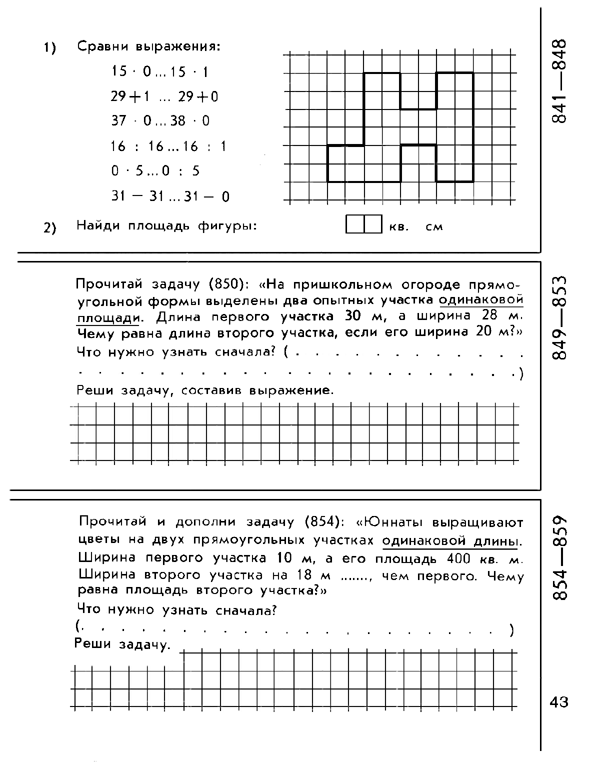 1) Сравни выражения:
15 · 0...15 · 1
29+1 ... 29+0
37 · 0...38 · 0
16 : 16...16 : 1
0 · 5...0 : 5
31 — 31...31 — 0
2) Найди площадь фигуры: кв. см
841—848
Прочитай задачу (850): «На пришкольном огороде прямо-
угольной формы выделены два опытных участка одинаковой
площади. Длина первого участка 30 м, а ширина 28 м.
Чему равна длина второго участка, если его ширина 20 м?»
Что нужно узнать сначала? ( . . . . . . . . . . . .
. . . . . . . . . . . . . . . . . . . . . . .)
Реши задачу, составив выражение.
849—853
Прочитай и дополни задачу (854): «Юннаты выращивают
цветы на двух прямоугольных участках одинаковой длины.
Ширина первого участка 10 м, а его площадь 400 кв. м.
Ширина второго участка на 18 м ......., чем первого. Чему
равна площадь второго участка?»
Что нужно узнать сначала?
(. . . . . . . . . . . . . . . . . . . . . . )
Реши задачу.
854—859
43